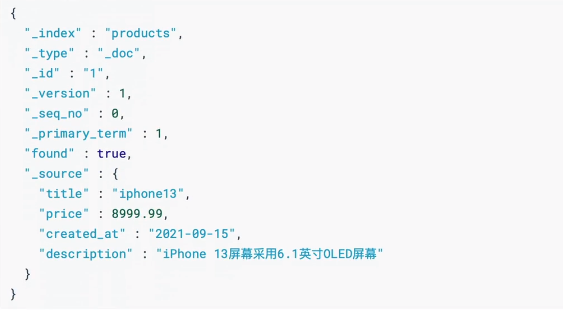 {
  "_index" : "products",
  "_type" : "_doc",
  "_id" : "1",
  "_version" : 1,
  "_seq_no" : 0,
  "_primary_term" : 1,
  "found" : true,
  "_source" : {
    "title" : "iphone13",
    "price" : 8999.99,
    "created_at" : "2021-09-15",
    "description" : "iPhone 13屏幕采用6.1英寸OLED屏幕"
  }
}